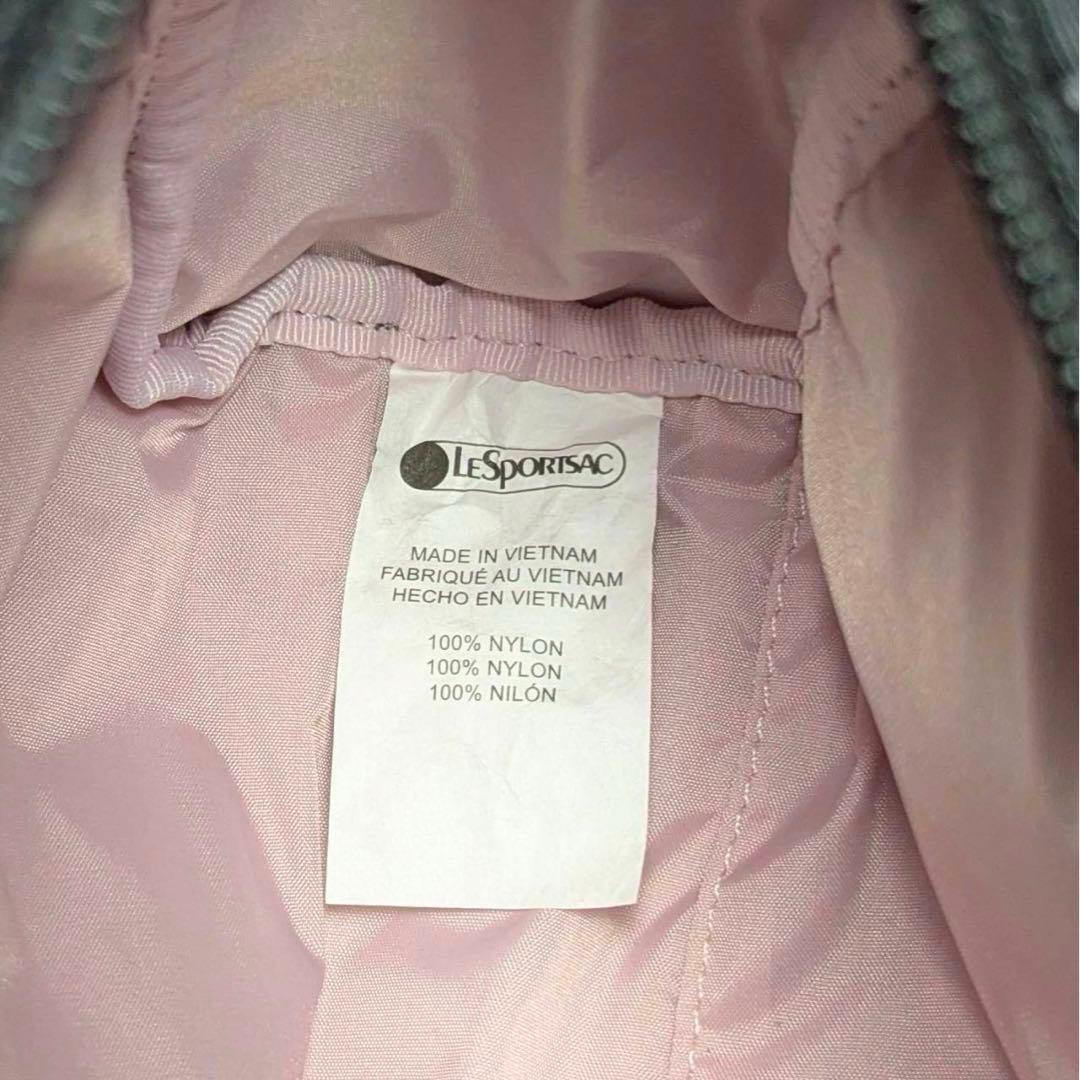 LESPORTSAC
MADE IN VIETNAM
FABRIQUÉ AU VIETNAM
HECHO EN VIETNAM
100% NYLON
100% NYLON
100% NILÓN